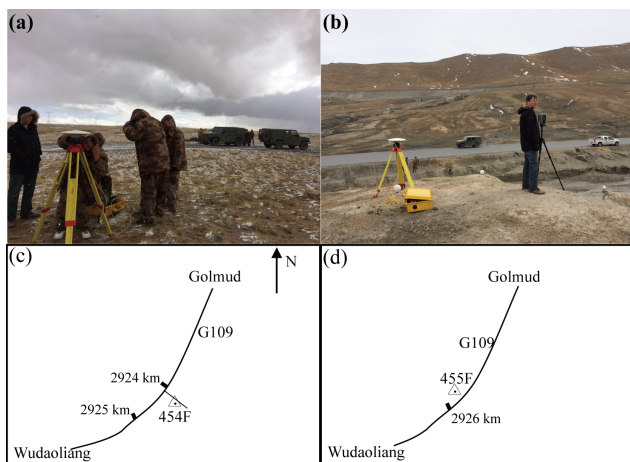 (a)
(b)
(c)
N
Golmud
G109
2924 km
2925 km
454F
Wudaoliang
(d)
Golmud
G109
455F
2926 km
Wudaoliang